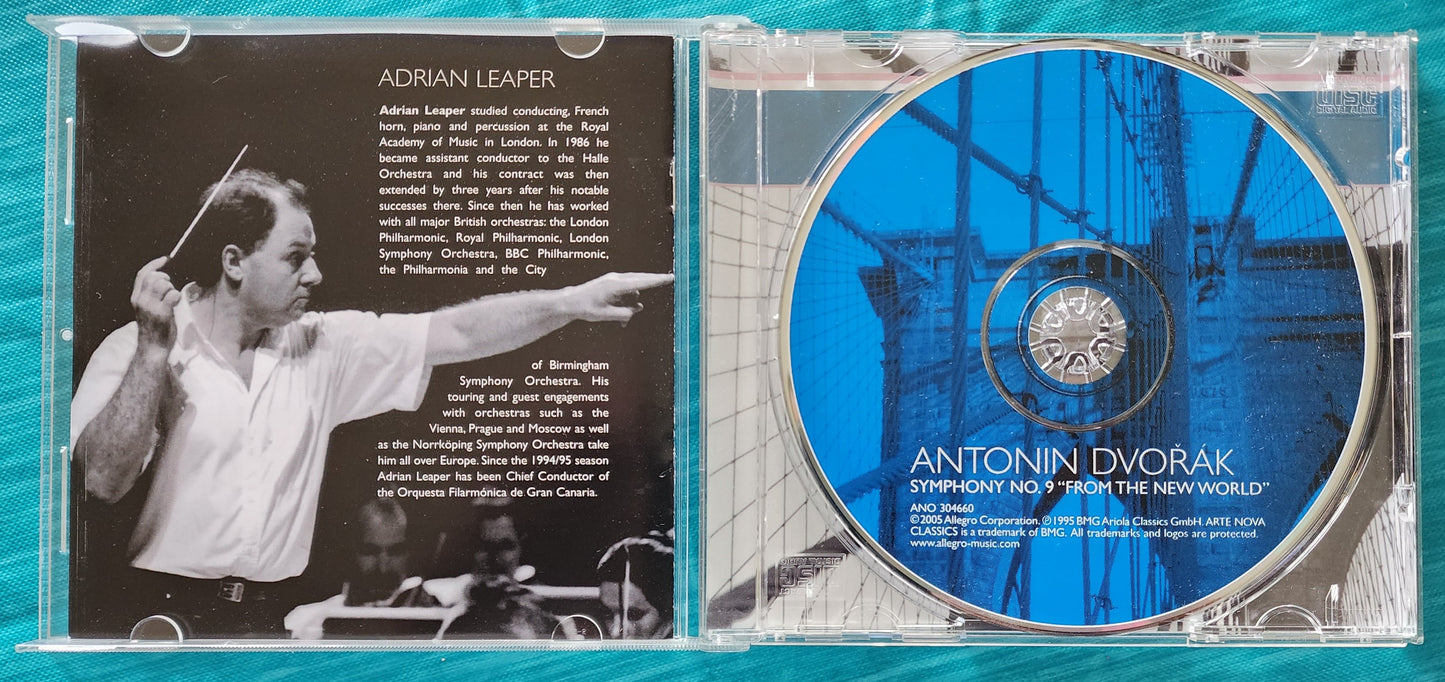 ADRIAN LEAPER
Adrian Leaper studied conducting, French
horn, piano and percussion at the Royal
Academy of Music in London. In 1986 he
became assistant conductor to the Halle
Orchestra and his contract was then
extended by three years after his notable
successes there. Since then he has worked
with all major British orchestras: the London
Philharmonic, Royal Philharmonic, London
Symphony Orchestra, BBC Philharmonic,
the Philharmonia and the City
of Birmingham
Symphony Orchestra. His
touring and guest engagements
with orchestras such as the
Vienna, Prague and Moscow as well
as the Norrköping Symphony Orchestra take
him all over Europe. Since the 1994/95 season
Adrian Leaper has been Chief Conductor of
the Orquesta Filarmónica de Gran Canaria.
DISC
DIGITAL AUDIO
ANTONIN DVOŘÁK
SYMPHONY NO. 9 “FROM THE NEW WORLD”
ANO 304660
©2005 Allegro Corporation. ℗1995 BMG Ariola Classics GmbH. ARTE NOVA
CLASSICS is a trademark of BMG. All trademarks and logos are protected.
www.allegro-music.com